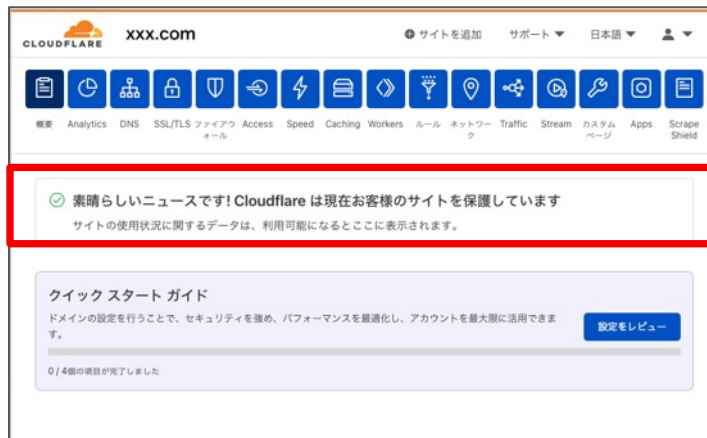 CLOUDFLARE
xxx.com
サイトを追加
サポート
日本語
概要
Analytics
DNS
SSL/TLS
ファイアウ
ォール
Access
Speed
Caching
Workers
ルール
ネットワー
ク
Traffic
Stream
カスタム
ページ
Apps
Scrape
Shield
素晴らしいニュースです! Cloudflare は現在お客様のサイトを保護しています
サイトの使用状況に関するデータは、利用可能になるとここに表示されます。
クイック スタート ガイド
ドメインの設定を行うことで、セキュリティを強め、パフォーマンスを最適化し、アカウントを最大限に活用できま
す。
設定をレビュー
0 / 4個の項目が完了しました